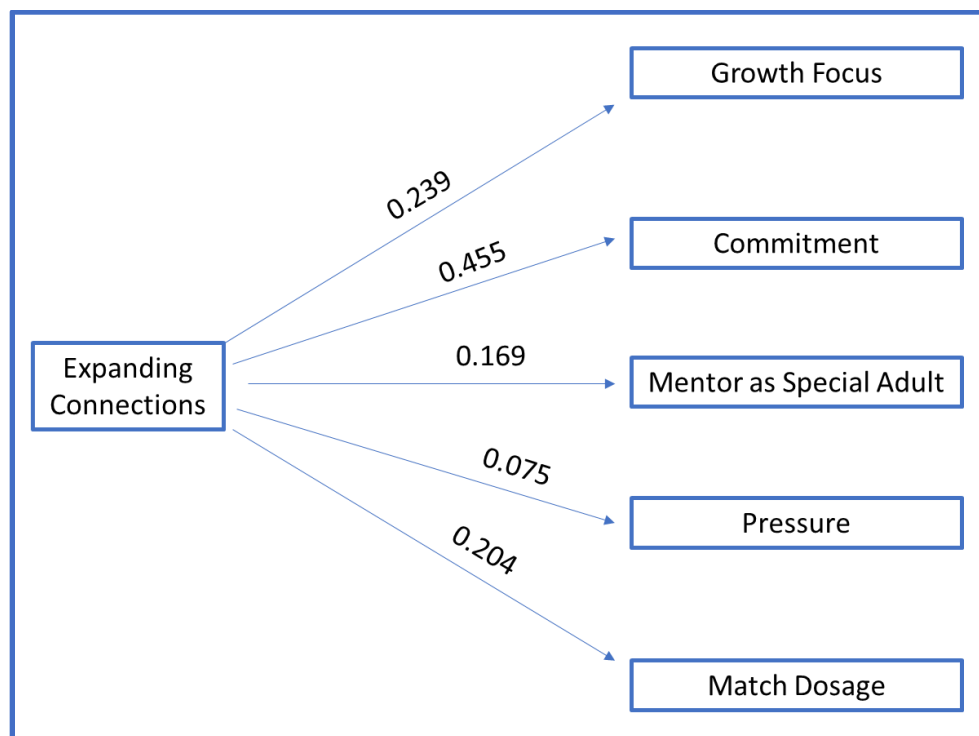 Growth Focus
0.239
Commitment
0.455
Expanding
Connections
0.169
Mentor as Special Adult
0.075
Pressure
0.204
Match Dosage